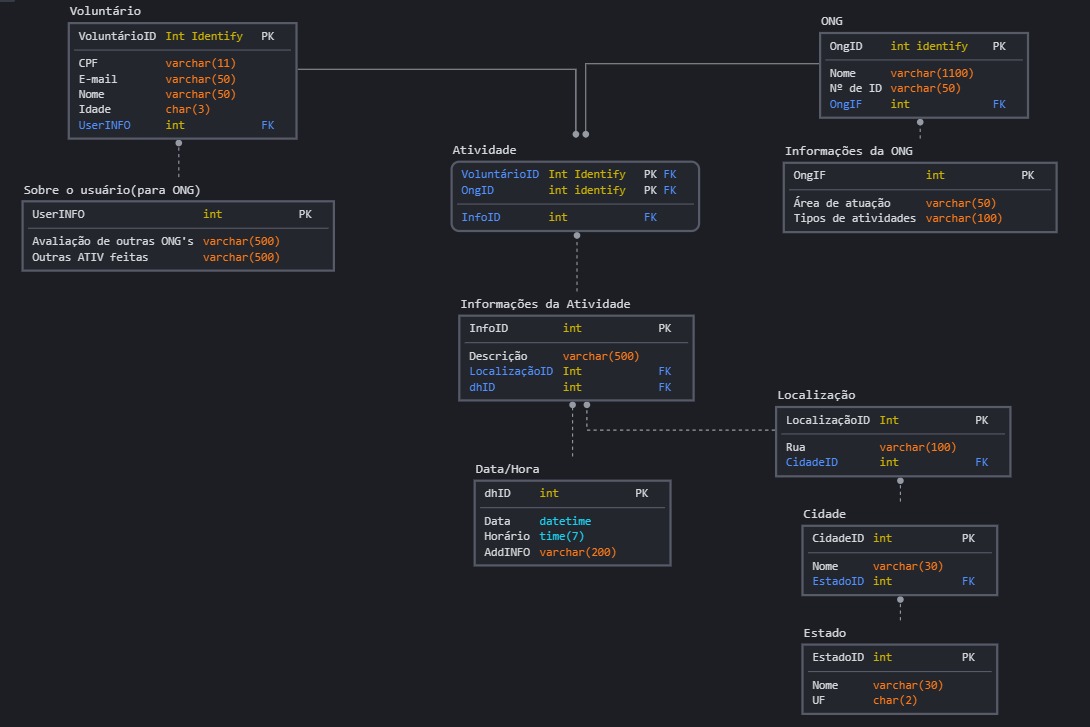 Voluntário
VoluntárioID Int Identify PK
CPF varchar(11)
E-mail varchar(50)
Nome varchar(50)
Idade char(3)
UserINFO int FK
ONG
OngID int identify PK
Nome varchar(1100)
Nº de ID varchar(50)
OngIF int FK
Atividade
VoluntárioID Int Identify PK FK
OngID int identify PK FK
InfoID int FK
Informações da ONG
OngIF int PK
Área de atuação varchar(50)
Tipos de atividades varchar(100)
Sobre o usuário(para ONG)
UserINFO int PK
Avaliação de outras ONG's varchar(500)
Outras ATIV feitas varchar(500)
Informações da Atividade
InfoID int PK
Descrição varchar(500)
LocalizaçãoID Int FK
dhID int FK
Localização
LocalizaçãoID Int PK
Rua varchar(100)
CidadeID int FK
Data/Hora
dhID int PK
Data datetime
Horário time(7)
AddINFO varchar(200)
Cidade
CidadeID int PK
Nome varchar(30)
EstadoID int FK
Estado
EstadoID int PK
Nome varchar(30)
UF char(2)